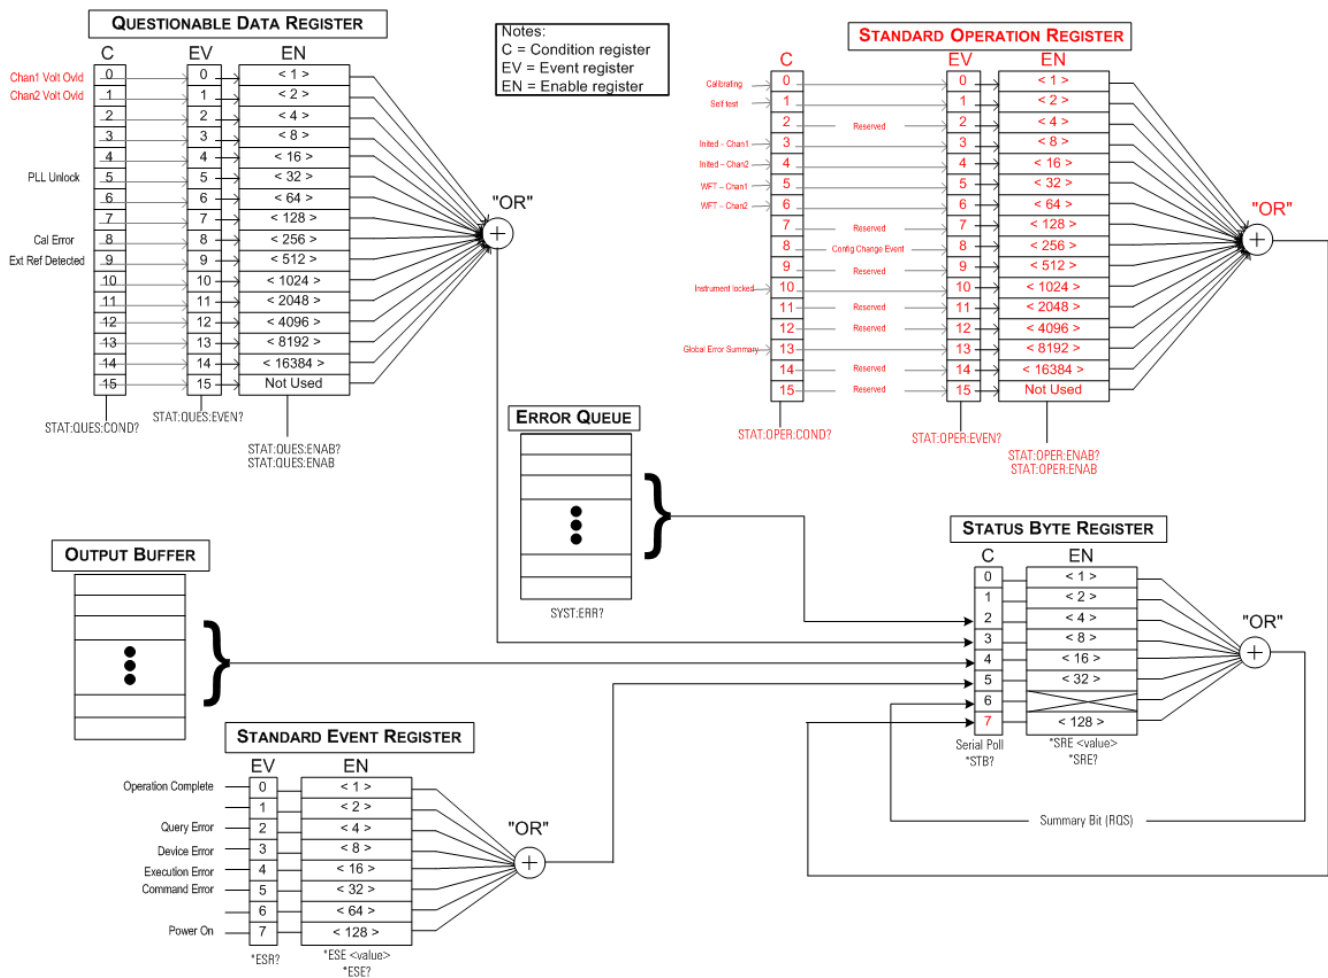 QUESTIONABLE DATA REGISTER
C EV EN
Chan1 Volt Ovld 0 0 < 1 >
Chan2 Volt Ovld 1 1 < 2 >
2 2 < 4 >
3 3 < 8 >
4 4 < 16 >
PLL Unlock 5 5 < 32 >
6 6 < 64 >
7 7 < 128 >
Cal Error 8 8 < 256 >
Ext Ref Detected 9 9 < 512 >
10 10 < 1024 >
11 11 < 2048 >
12 12 < 4096 >
13 13 < 8192 >
14 14 < 16384 >
15 15 Not Used
"OR"
+
STAT:QUES:COND?
STAT:QUES:EVEN?
STAT:QUES:ENAB?
STAT:QUES:ENAB
Notes:
C = Condition register
EV = Event register
EN = Enable register
STANDARD OPERATION REGISTER
C EV EN
Calibrating 0 0 < 1 >
Self test 1 1 < 2 >
2 Reserved 2 < 4 >
Inited – Chan1 3 3 < 8 >
Inited – Chan2 4 4 < 16 >
WFT – Chan1 5 5 < 32 >
WFT – Chan2 6 6 < 64 >
7 Reserved 7 < 128 >
8 Config Change Event 8 < 256 >
9 Reserved 9 < 512 >
Instrument locked 10 10 < 1024 >
11 Reserved 11 < 2048 >
12 Reserved 12 < 4096 >
Global Error Summary 13 13 < 8192 >
14 Reserved 14 < 16384 >
15 Reserved 15 Not Used
"OR"
+
STAT:OPER:COND?
STAT:OPER:EVEN?
STAT:OPER:ENAB?
STAT:OPER:ENAB
ERROR QUEUE
SYST:ERR?
OUTPUT BUFFER
STATUS BYTE REGISTER
C EN
0 < 1 >
1 < 2 >
2 < 4 >
3 < 8 >
4 < 16 >
5 < 32 >
6
7 < 128 >
"OR"
+
Serial Poll
*STB?
*SRE <value>
*SRE?
Summary Bit (RQS)
STANDARD EVENT REGISTER
EV EN
Operation Complete 0 < 1 >
1 < 2 >
Query Error 2 < 4 >
Device Error 3 < 8 >
Execution Error 4 < 16 >
Command Error 5 < 32 >
6 < 64 >
Power On 7 < 128 >
"OR"
+
*ESR?
*ESE <value>
*ESE?